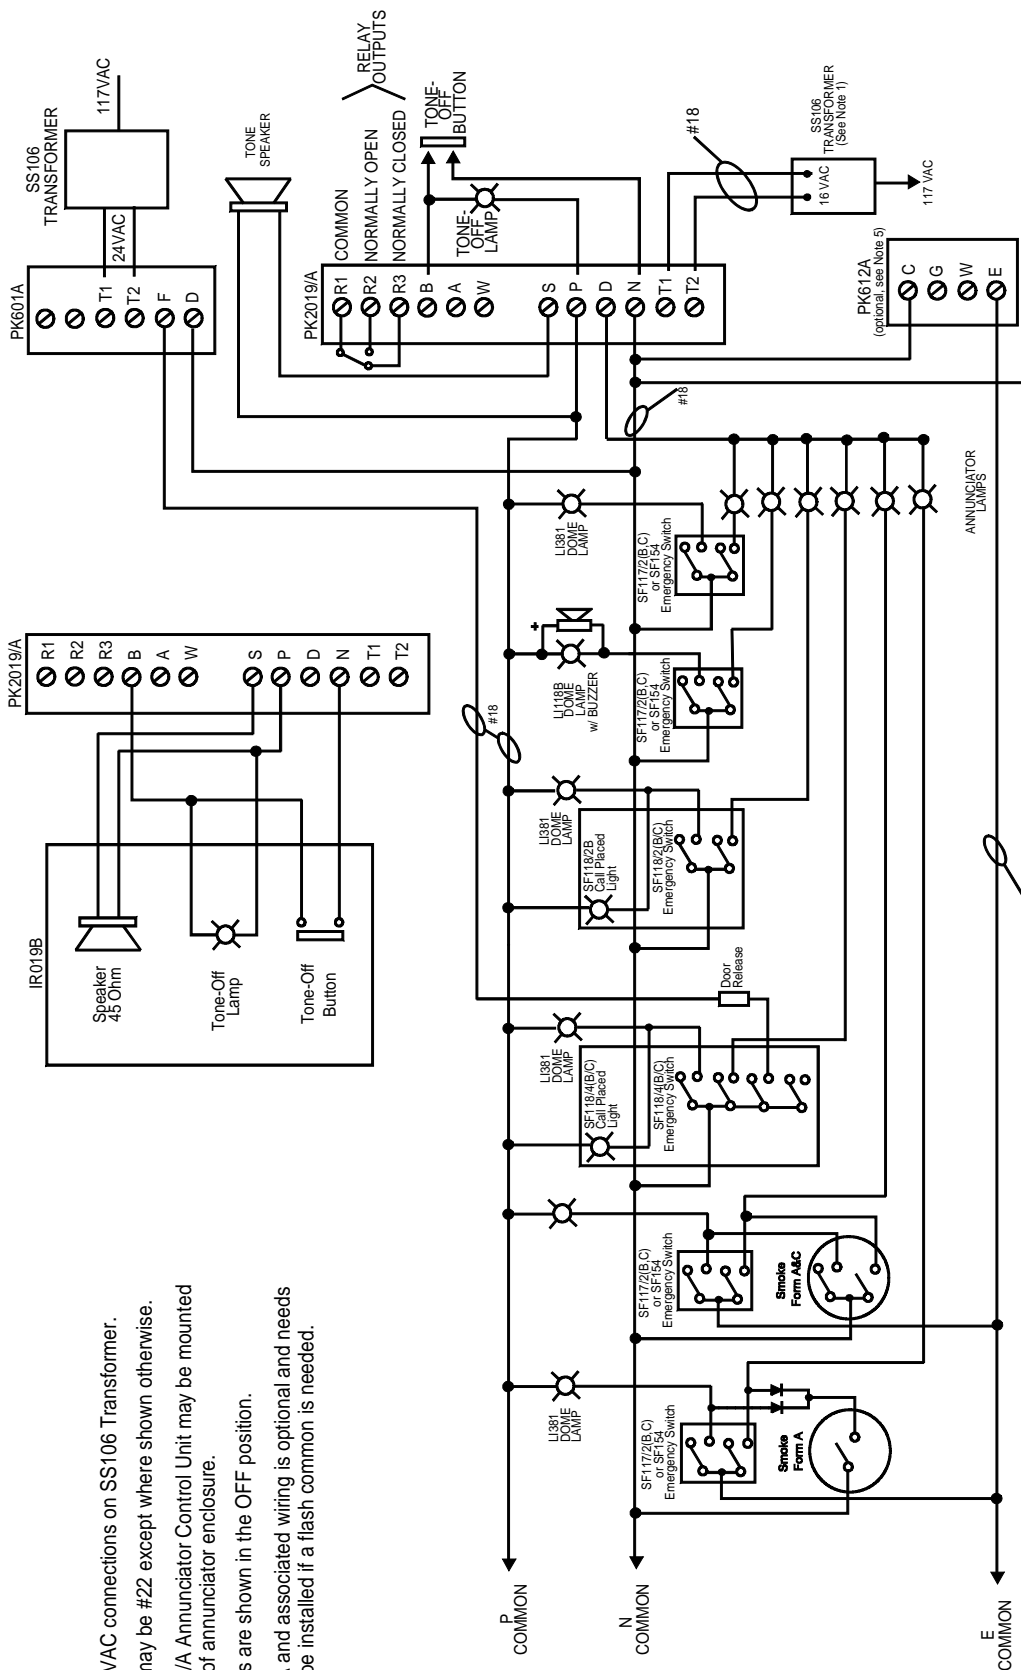 SS106
TRANSFORMER
117VAC
24VAC
PK601A
T1
T2
F
D
TONE
SPEAKER
RELAY
OUTPUTS
COMMON
NORMALLY OPEN
NORMALLY CLOSED
TONE-
OFF
BUTTON
TONE-
OFF
LAMP
PK2019/A
R1
R2
R3
B
A
W
S
P
D
N
T1
T2
#18
SS106
TRANSFORMER
(See Note 1)
16 VAC
117 VAC
PK612A
(optional, see Note 5)
C
G
W
E
#18
ANNUNCIATOR
LAMPS
PK2019/A
R1
R2
R3
B
A
W
S
P
D
N
T1
T2
#18
IR019B
Speaker
45 Ohm
Tone-Off
Lamp
Tone-Off
Button
LI381
DOME
LAMP
SF117/2(B,C)
or SF154
Emergency Switch
+
LI118B
DOME
LAMP
w/ BUZZER
SF117/2(B,C)
or SF154
Emergency Switch
LI381
DOME
LAMP
SF118/2B
Call Placed
Light
SF118/2(B/C)
Emergency Switch
Door
Release
LI381
DOME
LAMP
SF118/4(B/C)
Call Placed
Light
SF118/4(B/C)
Emergency Switch
SF117/2(B,C)
or SF154
Emergency Switch
Smoke
Form A&C
LI381
DOME
LAMP
SF117/2(B,C)
or SF154
Emergency Switch
Smoke
Form A
P
COMMON
N
COMMON
E
COMMON
VAC connections on SS106 Transformer.
may be #22 except where shown otherwise.
/A Annunciator Control Unit may be mounted
of annunciator enclosure.
s are shown in the OFF position.
and associated wiring is optional and needs
be installed if a flash common is needed.